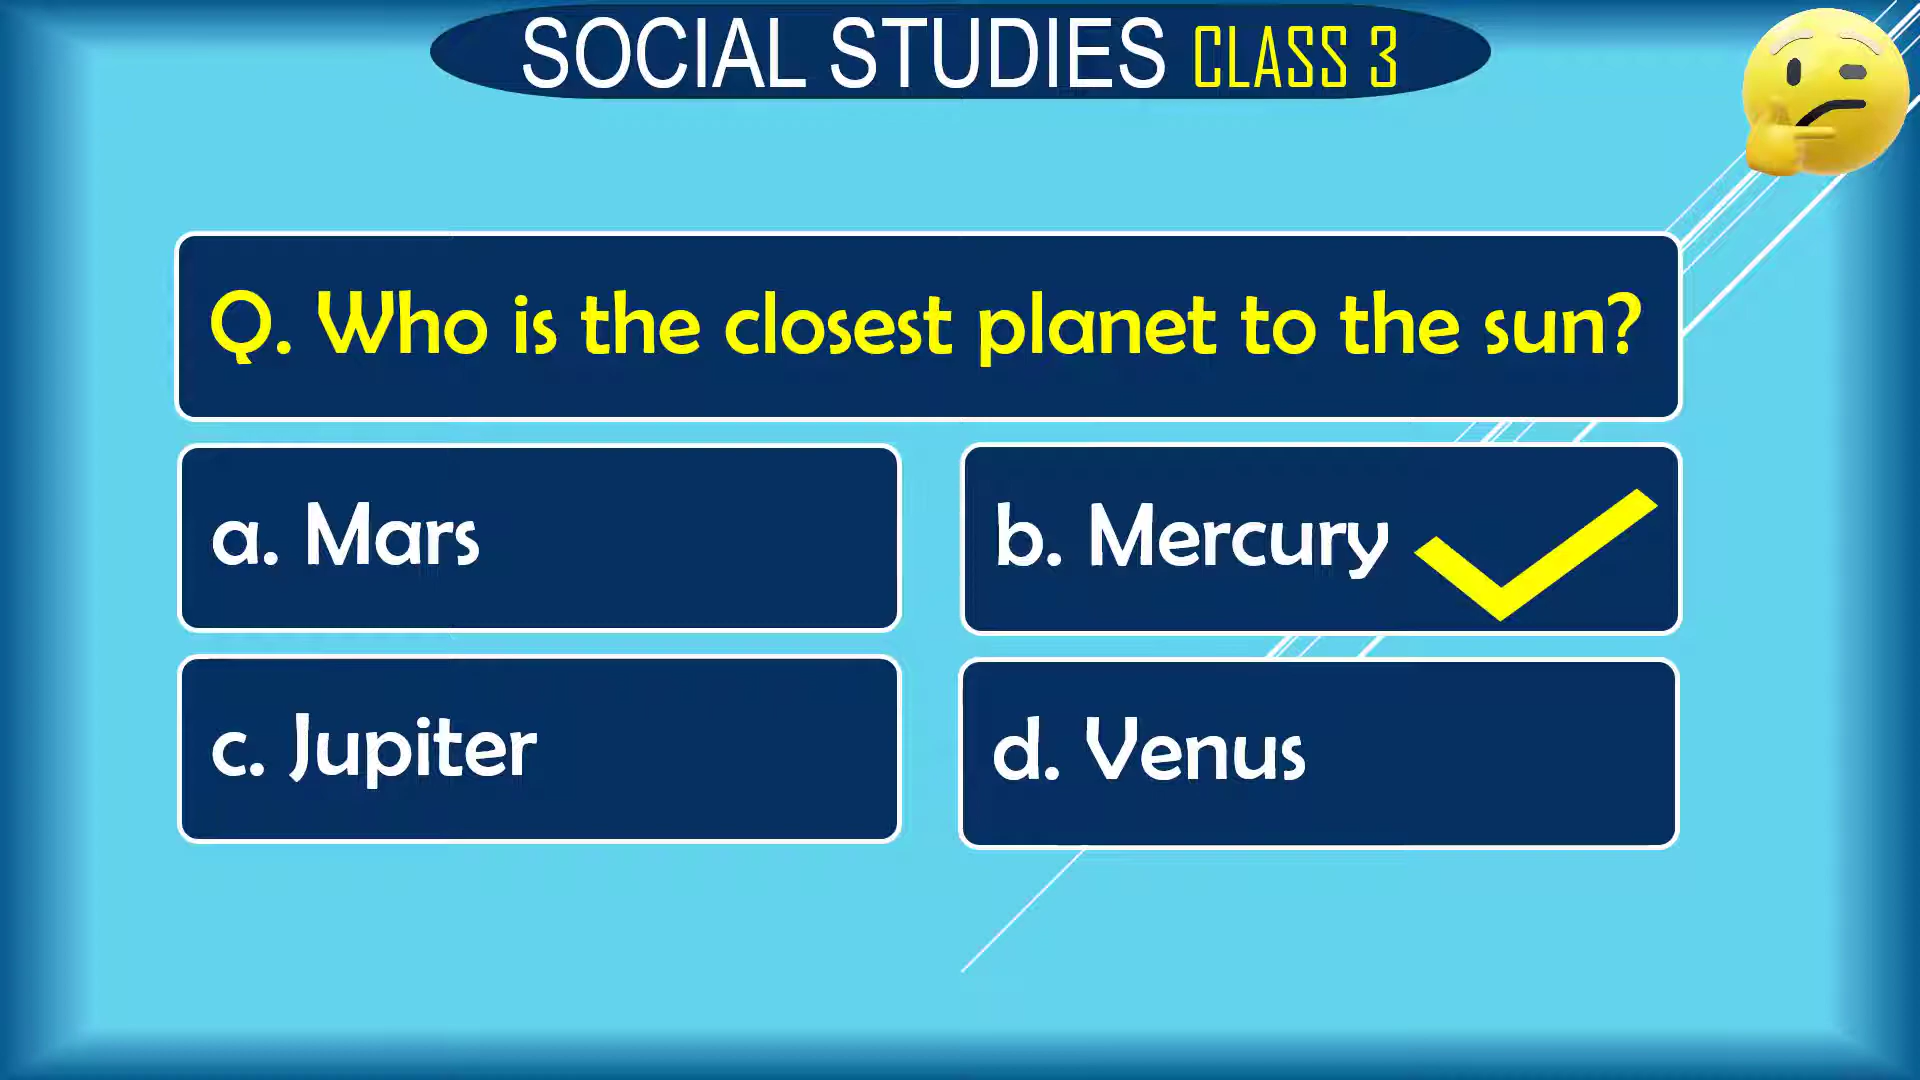 SOCIAL STUDIES CLASS 3
Q. Who is the closest planet to the sun?
a. Mars
b. Mercury
c. Jupiter
d. Venus